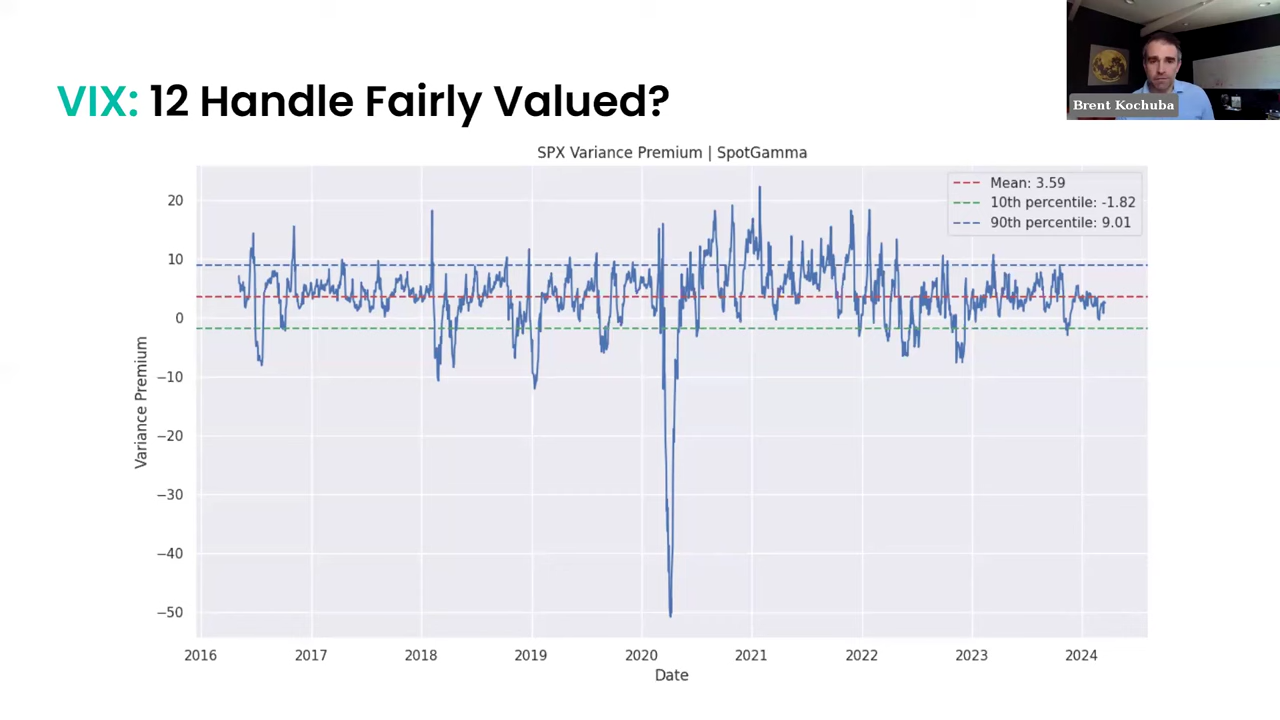 Brent Kochuba
VIX: 12 Handle Fairly Valued?
SPX Variance Premium | SpotGamma
Mean: 3.59
10th percentile: -1.82
90th percentile: 9.01
Variance Premium
20
10
0
−10
−20
−30
−40
−50
2016
2017
2018
2019
2020
2021
2022
2023
2024
Date